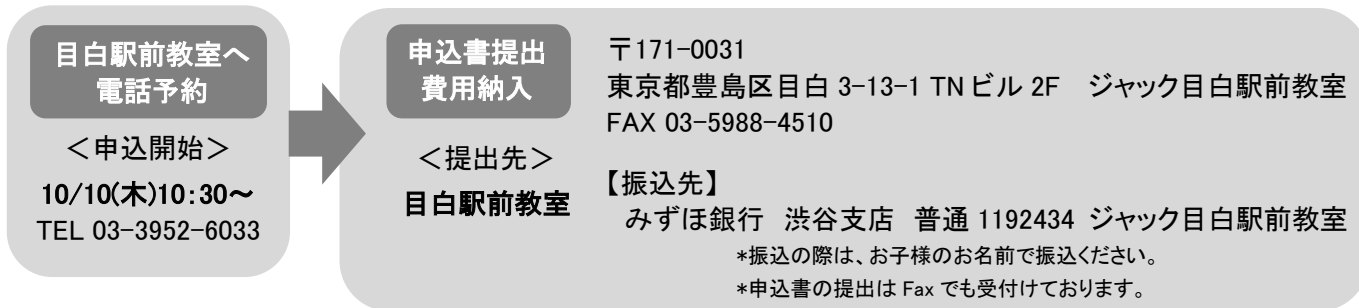 目白駅前教室へ
電話予約
＜申込開始＞
10/10(木)10：30～
TEL 03-3952-6033
申込書提出
費用納入
＜提出先＞
目白駅前教室
〒171-0031
東京都豊島区目白 3-13-1 TN ビル 2F　ジャック目白駅前教室
FAX 03-5988-4510
【振込先】
みずほ銀行　渋谷支店　普通 1192434 ジャック目白駅前教室
*振込の際は、お子様のお名前で振込ください。
*申込書の提出は Fax でも受付けております。